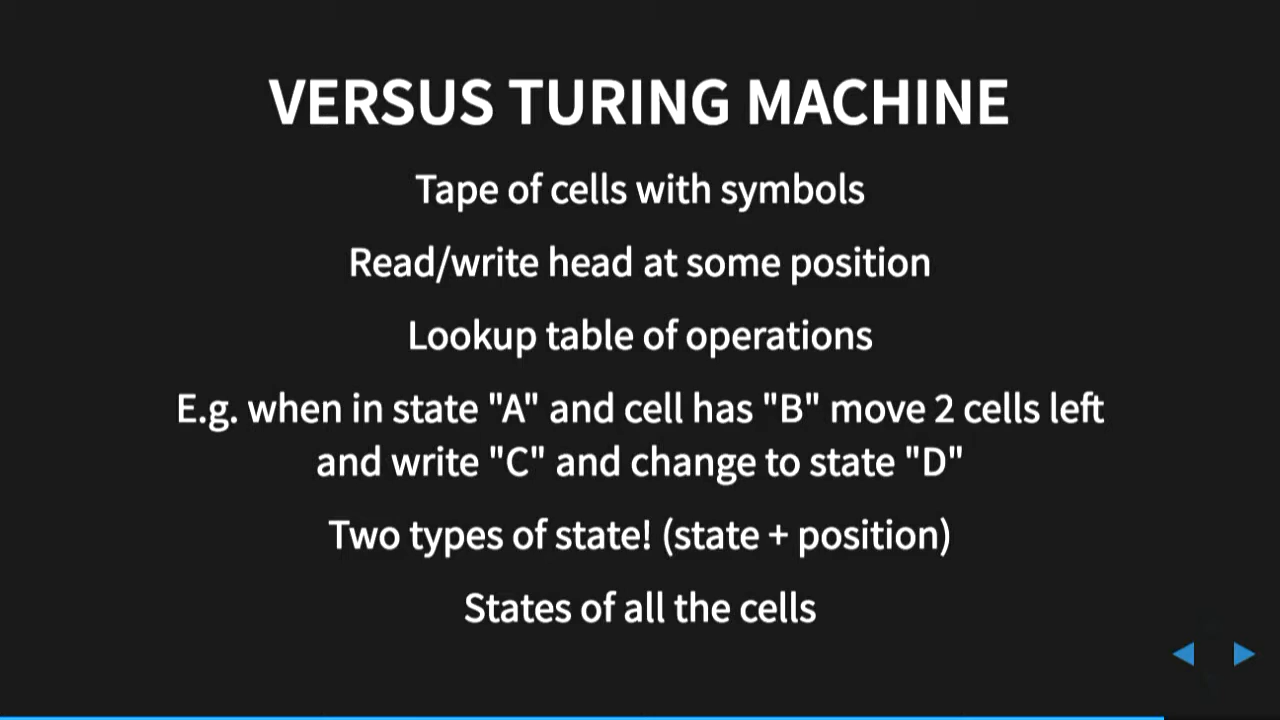 VERSUS TURING MACHINE
Tape of cells with symbols
Read/write head at some position
Lookup table of operations
E.g. when in state "A" and cell has "B" move 2 cells left
and write "C" and change to state "D"
Two types of state! (state + position)
States of all the cells